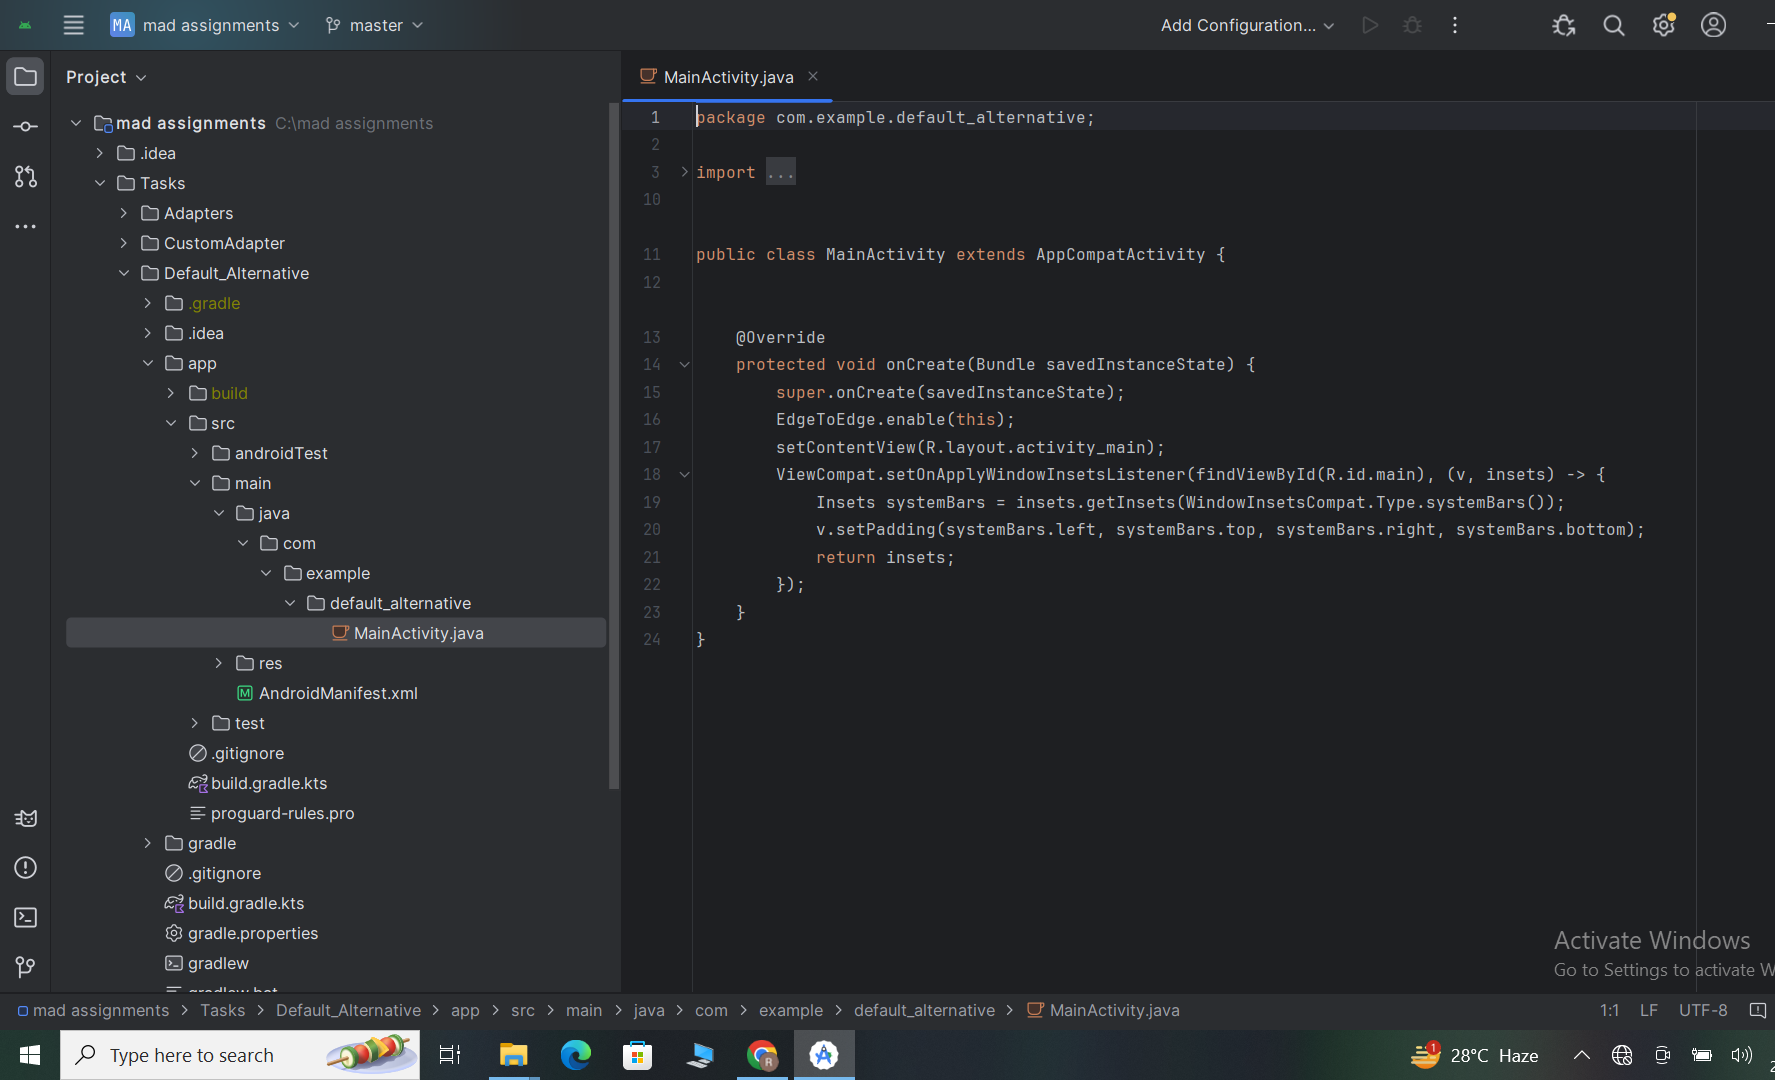 MA mad assignments master Add Configuration...
Project
MainActivity.java
mad assignments C:\mad assignments
.idea
Tasks
Adapters
CustomAdapter
Default_Alternative
.gradle
.idea
app
build
src
androidTest
main
java
com
example
default_alternative
MainActivity.java
res
M AndroidManifest.xml
test
.gitignore
build.gradle.kts
proguard-rules.pro
gradle
.gitignore
build.gradle.kts
gradle.properties
gradlew
gradlew.bat
1 package com.example.default_alternative;
2
3 import ...
10
11 public class MainActivity extends AppCompatActivity {
12
13 @Override
14 protected void onCreate(Bundle savedInstanceState) {
15 super.onCreate(savedInstanceState);
16 EdgeToEdge.enable(this);
17 setContentView(R.layout.activity_main);
18 ViewCompat.setOnApplyWindowInsetsListener(findViewById(R.id.main), (v, insets) -> {
19 Insets systemBars = insets.getInsets(WindowInsetsCompat.Type.systemBars());
20 v.setPadding(systemBars.left, systemBars.top, systemBars.right, systemBars.bottom);
21 return insets;
22 });
23 }
24 }
Activate Windows
Go to Settings to activate W
mad assignments > Tasks > Default_Alternative > app > src > main > java > com > example > default_alternative > MainActivity.java 1:1 LF UTF-8
Type here to search R 1 28°C Haze